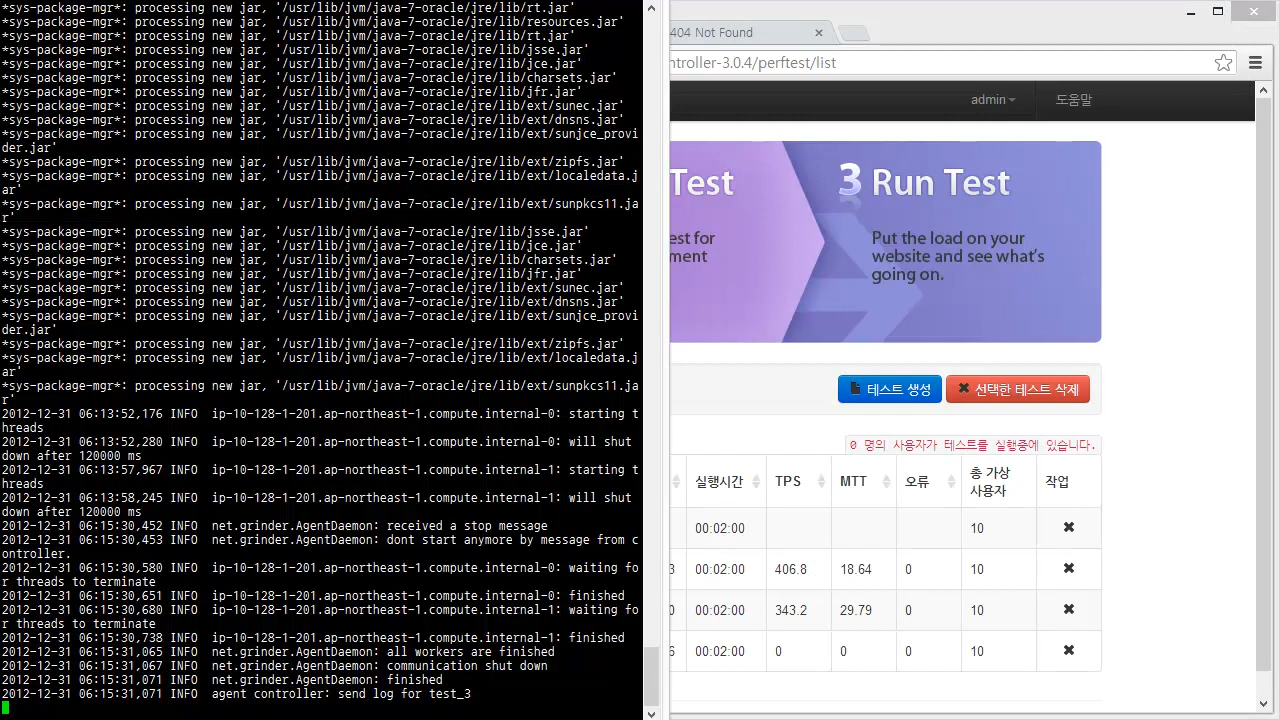 *sys-package-mgr*: processing new jar, '/usr/lib/jvm/java-7-oracle/jre/lib/rt.jar'
*sys-package-mgr*: processing new jar, '/usr/lib/jvm/java-7-oracle/jre/lib/resources.jar'
*sys-package-mgr*: processing new jar, '/usr/lib/jvm/java-7-oracle/jre/lib/rt.jar'
*sys-package-mgr*: processing new jar, '/usr/lib/jvm/java-7-oracle/jre/lib/jsse.jar'
*sys-package-mgr*: processing new jar, '/usr/lib/jvm/java-7-oracle/jre/lib/jce.jar'
*sys-package-mgr*: processing new jar, '/usr/lib/jvm/java-7-oracle/jre/lib/charsets.jar'
*sys-package-mgr*: processing new jar, '/usr/lib/jvm/java-7-oracle/jre/lib/jfr.jar'
*sys-package-mgr*: processing new jar, '/usr/lib/jvm/java-7-oracle/jre/lib/ext/sunec.jar'
*sys-package-mgr*: processing new jar, '/usr/lib/jvm/java-7-oracle/jre/lib/ext/dnsns.jar'
*sys-package-mgr*: processing new jar, '/usr/lib/jvm/java-7-oracle/jre/lib/ext/sunjce_provi
der.jar'
*sys-package-mgr*: processing new jar, '/usr/lib/jvm/java-7-oracle/jre/lib/ext/zipfs.jar'
*sys-package-mgr*: processing new jar, '/usr/lib/jvm/java-7-oracle/jre/lib/ext/localedata.j
ar'
*sys-package-mgr*: processing new jar, '/usr/lib/jvm/java-7-oracle/jre/lib/ext/sunpkcs11.ja
r'
*sys-package-mgr*: processing new jar, '/usr/lib/jvm/java-7-oracle/jre/lib/jsse.jar'
*sys-package-mgr*: processing new jar, '/usr/lib/jvm/java-7-oracle/jre/lib/jce.jar'
*sys-package-mgr*: processing new jar, '/usr/lib/jvm/java-7-oracle/jre/lib/charsets.jar'
*sys-package-mgr*: processing new jar, '/usr/lib/jvm/java-7-oracle/jre/lib/jfr.jar'
*sys-package-mgr*: processing new jar, '/usr/lib/jvm/java-7-oracle/jre/lib/ext/sunec.jar'
*sys-package-mgr*: processing new jar, '/usr/lib/jvm/java-7-oracle/jre/lib/ext/dnsns.jar'
*sys-package-mgr*: processing new jar, '/usr/lib/jvm/java-7-oracle/jre/lib/ext/sunjce_provi
der.jar'
*sys-package-mgr*: processing new jar, '/usr/lib/jvm/java-7-oracle/jre/lib/ext/zipfs.jar'
*sys-package-mgr*: processing new jar, '/usr/lib/jvm/java-7-oracle/jre/lib/ext/localedata.j
ar'
*sys-package-mgr*: processing new jar, '/usr/lib/jvm/java-7-oracle/jre/lib/ext/sunpkcs11.ja
r'
2012-12-31 06:13:52,176 INFO  ip-10-128-1-201.ap-northeast-1.compute.internal-0: starting t
hreads
2012-12-31 06:13:52,280 INFO  ip-10-128-1-201.ap-northeast-1.compute.internal-0: will shut
down after 120000 ms
2012-12-31 06:13:57,967 INFO  ip-10-128-1-201.ap-northeast-1.compute.internal-1: starting t
hreads
2012-12-31 06:13:58,245 INFO  ip-10-128-1-201.ap-northeast-1.compute.internal-1: will shut
down after 120000 ms
2012-12-31 06:15:30,452 INFO  net.grinder.AgentDaemon: received a stop message
2012-12-31 06:15:30,453 INFO  net.grinder.AgentDaemon: dont start anymore by message from c
ontroller.
2012-12-31 06:15:30,580 INFO  ip-10-128-1-201.ap-northeast-1.compute.internal-0: waiting fo
r threads to terminate
2012-12-31 06:15:30,651 INFO  ip-10-128-1-201.ap-northeast-1.compute.internal-0: finished
2012-12-31 06:15:30,680 INFO  ip-10-128-1-201.ap-northeast-1.compute.internal-1: waiting fo
r threads to terminate
2012-12-31 06:15:30,738 INFO  ip-10-128-1-201.ap-northeast-1.compute.internal-1: finished
2012-12-31 06:15:31,065 INFO  net.grinder.AgentDaemon: all workers are finished
2012-12-31 06:15:31,067 INFO  net.grinder.AgentDaemon: communication shut down
2012-12-31 06:15:31,071 INFO  net.grinder.AgentDaemon: finished
2012-12-31 06:15:31,071 INFO  agent controller: send log for test_3
404 Not Found
ntroller-3.0.4/perftest/list
admin 도움말
Test
est for
ment
3 Run Test
Put the load on your
website and see what's
going on.
테스트 생성 선택한 테스트 삭제
0 명의 사용자가 테스트를 실행중에 있습니다.
실행시간 TPS MTT 오류 총 가상 사용자 작업
00:02:00 10
3 00:02:00 406.8 18.64 0 10
0 00:02:00 343.2 29.79 0 10
6 00:02:00 0 0 0 10